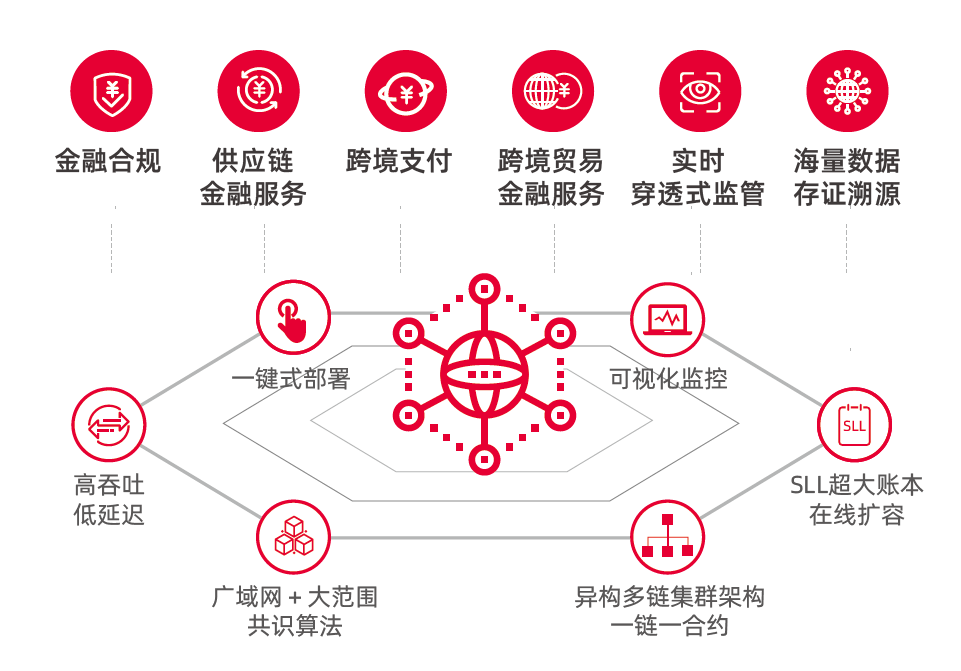 金融合规
供应链
金融服务
跨境支付
跨境贸易
金融服务
实时
穿透式监管
海量数据
存证溯源
一键式部署
可视化监控
SLL
高吞吐
低延迟
SLL超大账本
在线扩容
广域网 + 大范围
共识算法
异构多链集群架构
一链一合约